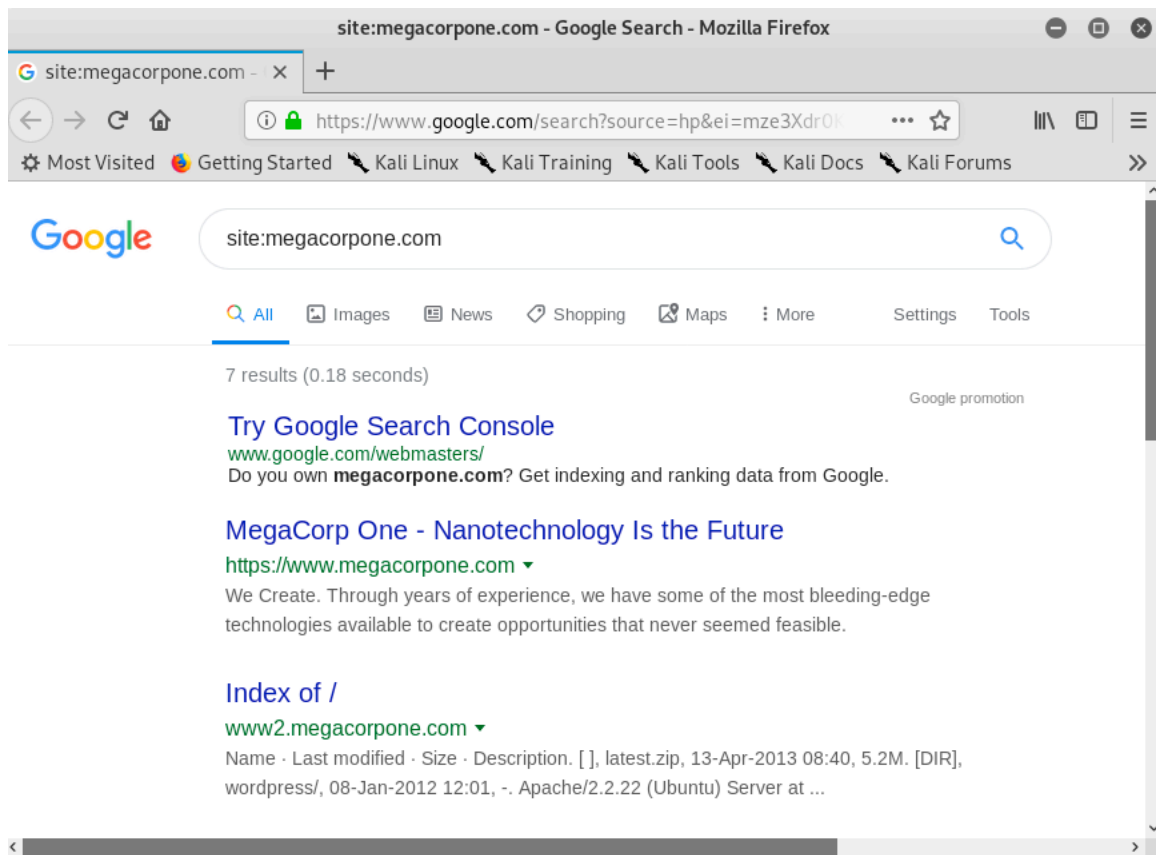 site:megacorpone.com - Google Search - Mozilla Firefox
site:megacorpone.com -
https://www.google.com/search?source=hp&ei=mze3Xdr0K
Most Visited Getting Started Kali Linux Kali Training Kali Tools Kali Docs Kali Forums
Google site:megacorpone.com
All Images News Shopping Maps More Settings Tools
7 results (0.18 seconds)
Google promotion
Try Google Search Console
www.google.com/webmasters/
Do you own megacorpone.com? Get indexing and ranking data from Google.
MegaCorp One - Nanotechnology Is the Future
https://www.megacorpone.com
We Create. Through years of experience, we have some of the most bleeding-edge
technologies available to create opportunities that never seemed feasible.
Index of /
www2.megacorpone.com
Name · Last modified · Size · Description. [ ], latest.zip, 13-Apr-2013 08:40, 5.2M. [DIR],
wordpress/, 08-Jan-2012 12:01, -. Apache/2.2.22 (Ubuntu) Server at ...